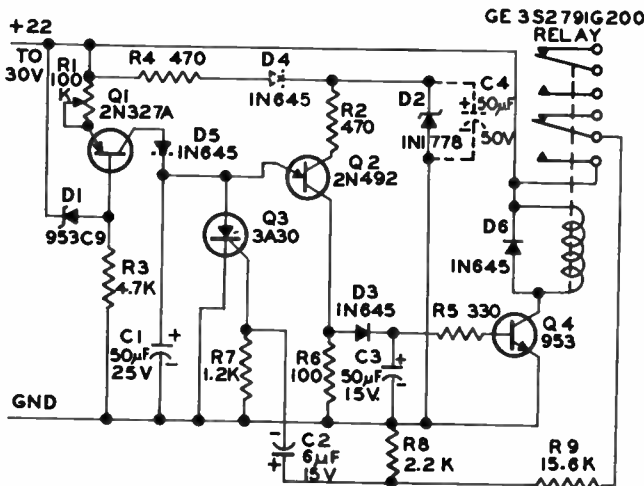 GE 3S2791G200
RELAY
+22
TO
30V
R1
100
K
R4 470
D4
1N645
Q1
2N327A
D5
1N645
R2
470
D2
1N1778
C4
50µF
50V
+
Q2
2N492
D1
953C9
Q3
3A30
D6
1N645
R3
4.7K
D3
1N645
R5 330
Q4
953
C1
50µF
25V
+
-
R7
1.2K
R6
100
C3
50µF
15V.
+
-
GND
C2
6µF
15V
-
+
R8
2.2 K
R9
15.6K